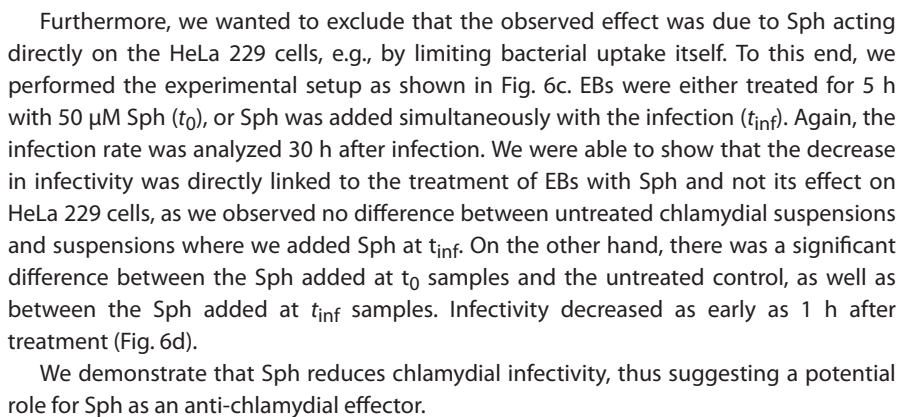 Furthermore, we wanted to exclude that the observed effect was due to Sph acting
directly on the HeLa 229 cells, e.g., by limiting bacterial uptake itself. To this end, we
performed the experimental setup as shown in Fig. 6c. EBs were either treated for 5 h
with 50 μM Sph (t0), or Sph was added simultaneously with the infection (tinf). Again, the
infection rate was analyzed 30 h after infection. We were able to show that the decrease
in infectivity was directly linked to the treatment of EBs with Sph and not its effect on
HeLa 229 cells, as we observed no difference between untreated chlamydial suspensions
and suspensions where we added Sph at tinf. On the other hand, there was a significant
difference between the Sph added at t0 samples and the untreated control, as well as
between the Sph added at tinf samples. Infectivity decreased as early as 1 h after
treatment (Fig. 6d).
We demonstrate that Sph reduces chlamydial infectivity, thus suggesting a potential
role for Sph as an anti-chlamydial effector.